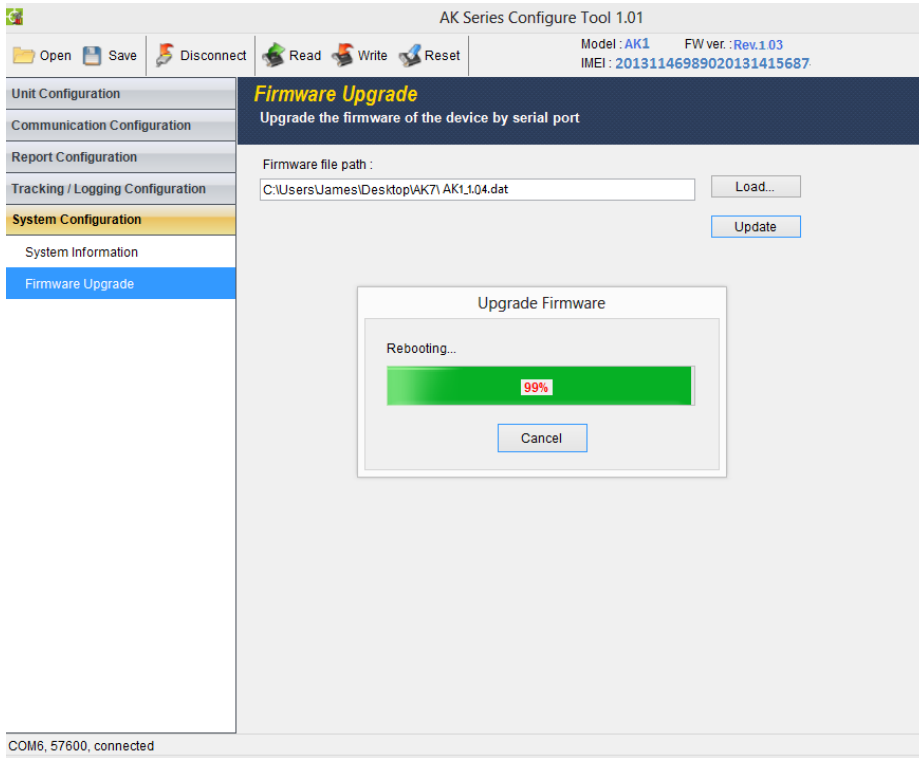 AK Series Configure Tool 1.01
Open Save Disconnect Read Write Reset
Model : AK1 FW ver. : Rev.1.03
IMEI : 20131146989020131415687
Unit Configuration
Communication Configuration
Report Configuration
Tracking / Logging Configuration
System Configuration
System Information
Firmware Upgrade
Firmware Upgrade
Upgrade the firmware of the device by serial port
Firmware file path :
C:\Users\James\Desktop\AK7\ AK1_1.04.dat
Load...
Update
Upgrade Firmware
Rebooting...
99%
Cancel
COM6, 57600, connected